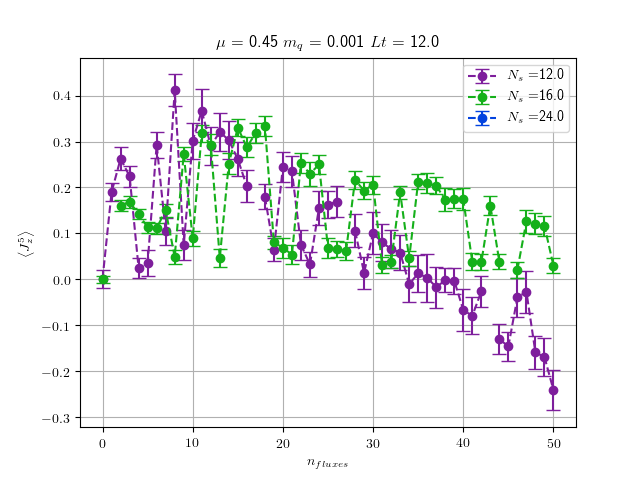 μ = 0.45 m_q = 0.001 Lt = 12.0
N_s =12.0
N_s =16.0
N_s =24.0
⟨J_z^5⟩
0.4
0.3
0.2
0.1
0.0
−0.1
−0.2
−0.3
0 10 20 30 40 50
n_{fluxes}